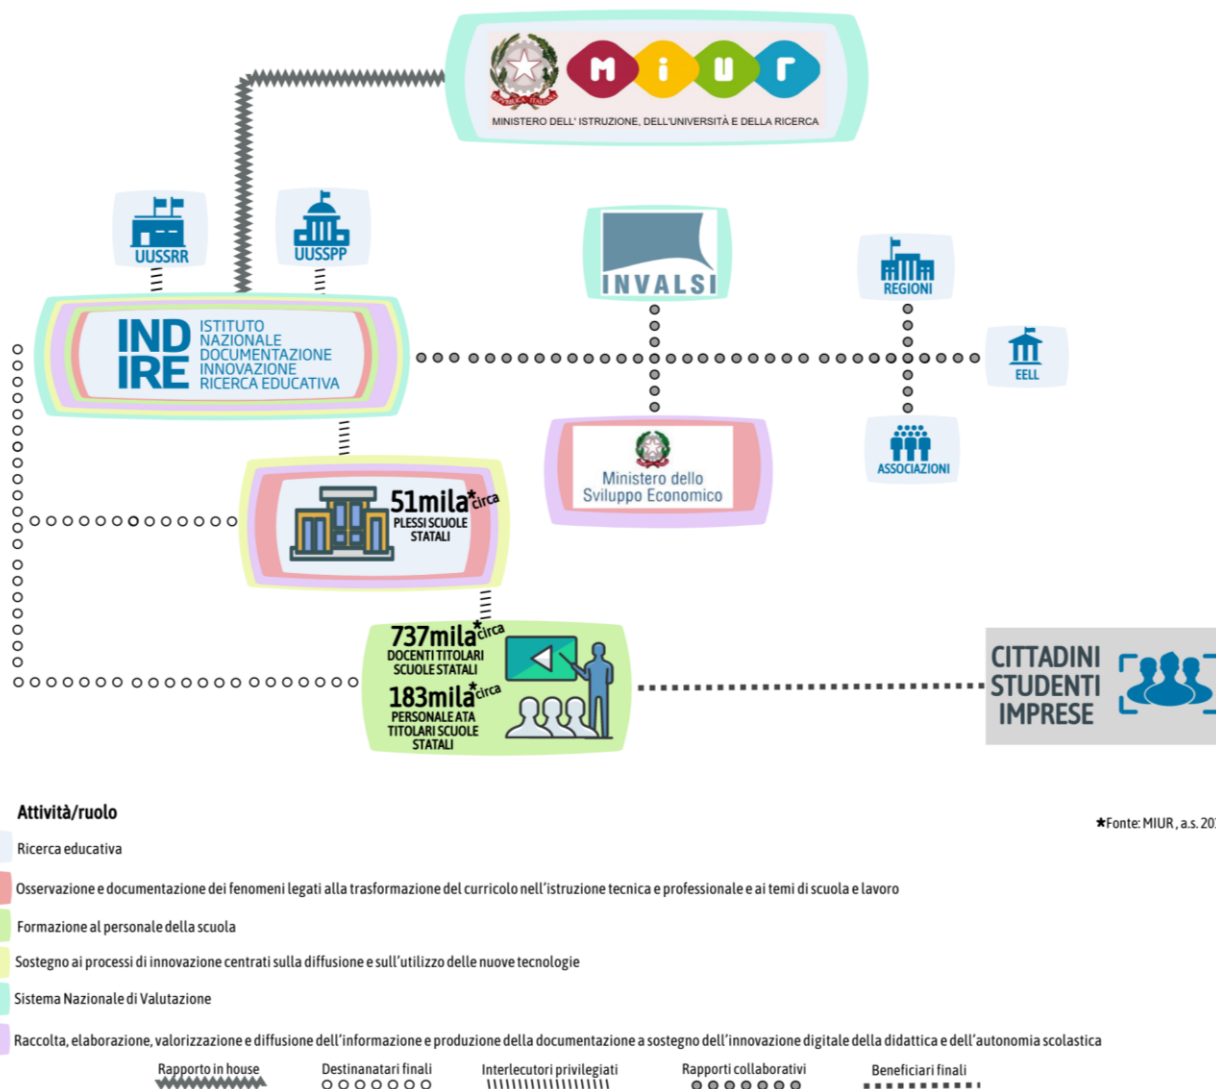 MIUR
REPVBBLICA ITALIANA
MINISTERO DELL' ISTRUZIONE, DELL'UNIVERSITÀ E DELLA RICERCA
UUSSRR
UUSSPP
INVALSI
REGIONI
IND
IRE
ISTITUTO
NAZIONALE
DOCUMENTAZIONE
INNOVAZIONE
RICERCA EDUCATIVA
EELL
ASSOCIAZIONI
Ministero dello
Sviluppo Economico
51mila*circa
PLESSI SCUOLE
STATALI
737mila*circa
DOCENTI TITOLARI
SCUOLE STATALI
183mila*circa
PERSONALE ATA
TITOLARI SCUOLE
STATALI
CITTADINI
STUDENTI
IMPRESE
Attività/ruolo
*Fonte: MIUR, a.s.
Ricerca educativa
Osservazione e documentazione dei fenomeni legati alla trasformazione del curricolo nell'istruzione tecnica e professionale e ai temi di scuola e lavoro
Formazione al personale della scuola
Sostegno ai processi di innovazione centrati sulla diffusione e sull'utilizzo delle nuove tecnologie
Sistema Nazionale di Valutazione
Raccolta, elaborazione, valorizzazione e diffusione dell'informazione e produzione della documentazione a sostegno dell'innovazione digitale della didattica e dell'autonomia scolastica
Rapporto in house
Destinanatari finali
Interlecutori privilegiati
Rapporti collaborativi
Beneficiari finali